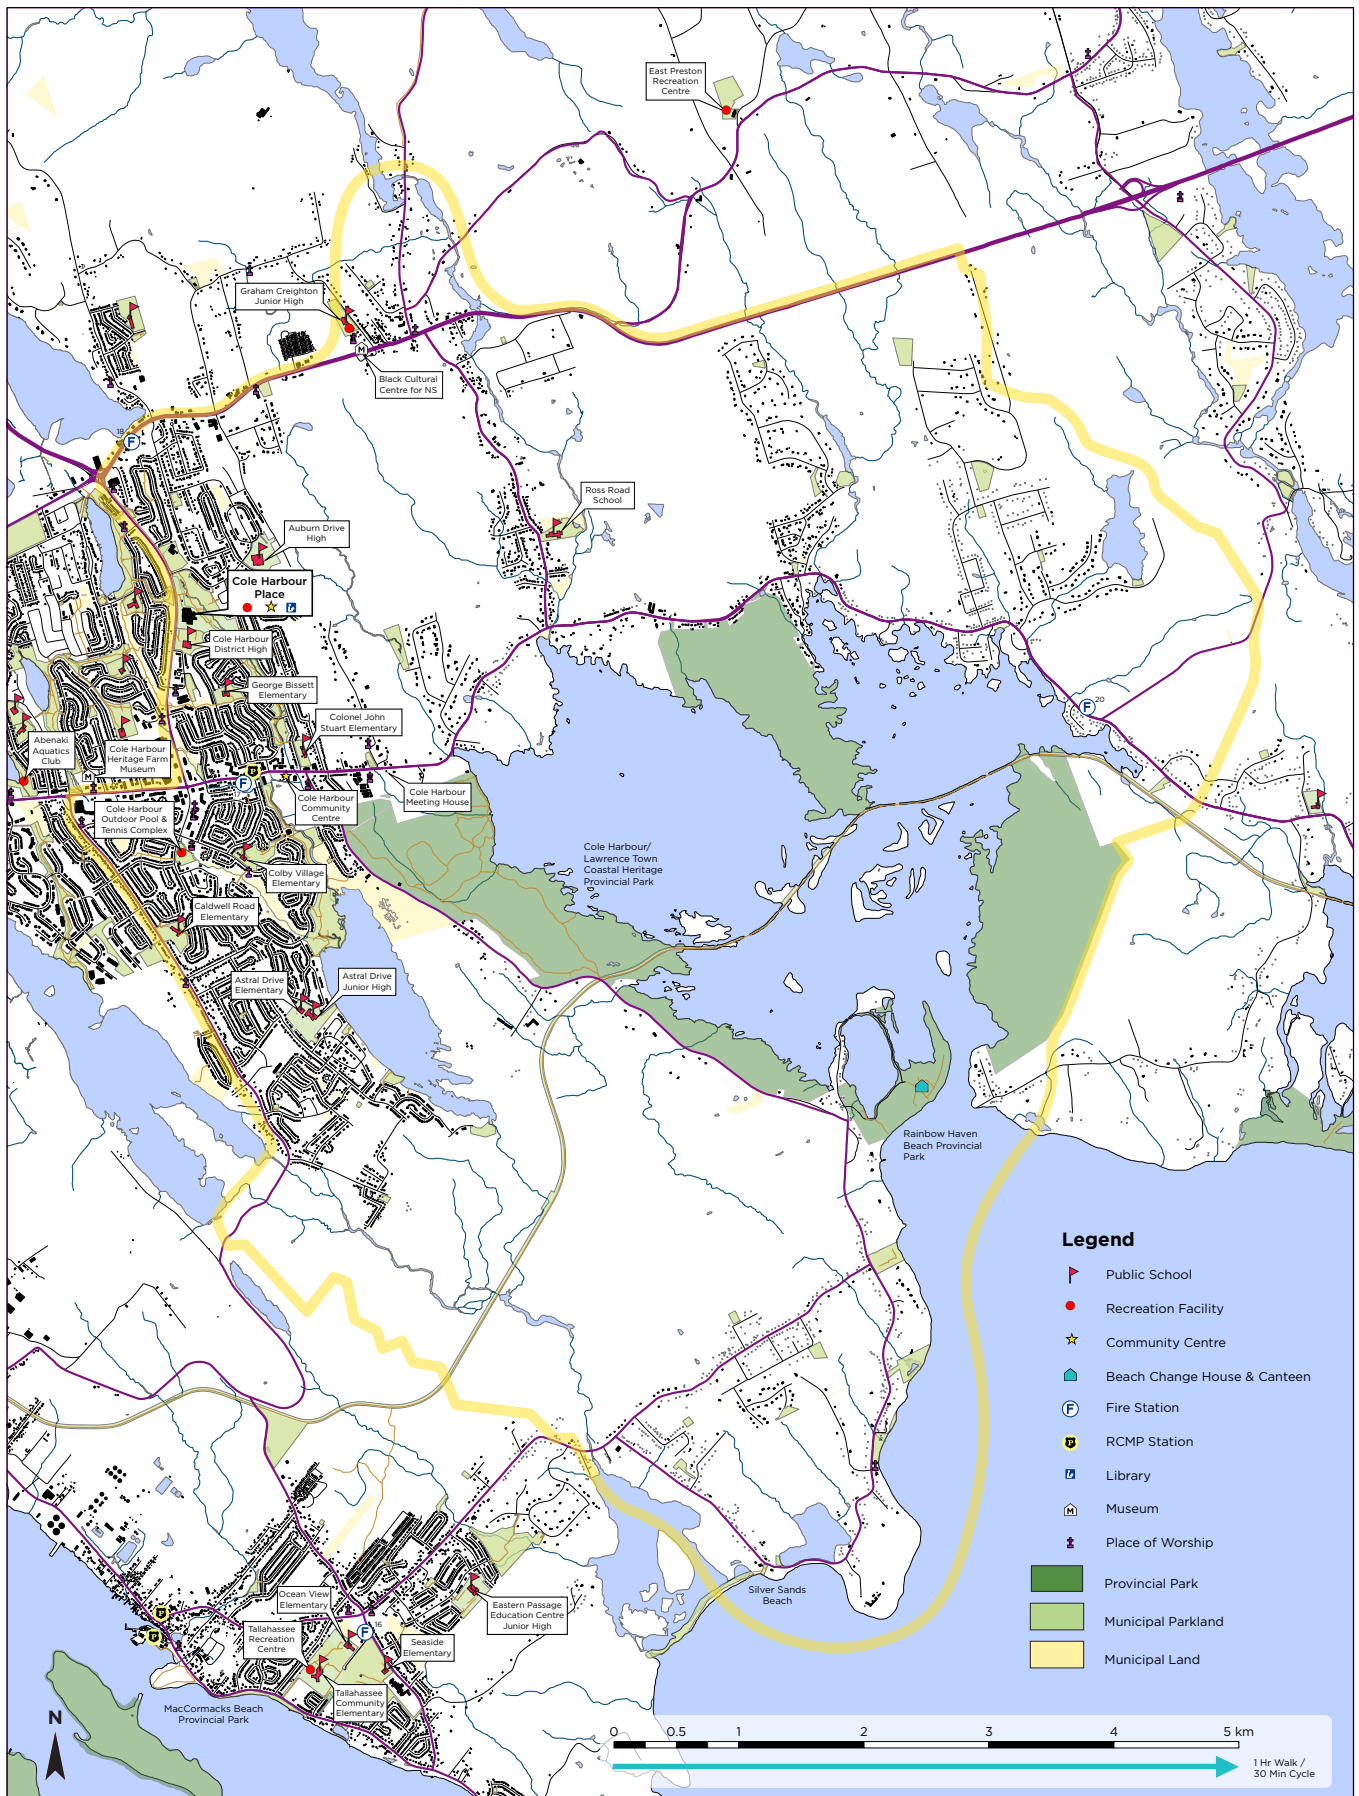 East Preston
Recreation
Centre
Graham Creighton
Junior High
M
Black Cultural
Centre for NS
18
F
Ross Road
School
Auburn Drive
High
Cole Harbour
Place
Cole Harbour
District High
George Bissett
Elementary
Colonel John
Stuart Elementary
Abenaki
Aquatics
Club
Cole Harbour
Heritage Farm
Museum
M
F
F
20
Cole Harbour
Meeting House
Cole Harbour
Community
Centre
Cole Harbour
Outdoor Pool &
Tennis Complex
Cole Harbour/
Lawrence Town
Coastal Heritage
Provincial Park
Colby Village
Elementary
Caldwell Road
Elementary
Astral Drive
Elementary
Astral Drive
Junior High
Rainbow Haven
Beach Provincial
Park
Silver Sands
Beach
Ocean View
Elementary
Eastern Passage
Education Centre
Junior High
16
F
Tallahassee
Recreation
Centre
Seaside
Elementary
Tallahassee
Community
Elementary
MacCormacks Beach
Provincial Park
N
Legend
Public School
Recreation Facility
Community Centre
Beach Change House & Canteen
F Fire Station
RCMP Station
Library
M Museum
Place of Worship
Provincial Park
Municipal Parkland
Municipal Land
0 0.5 1 2 3 4 5 km
1 Hr Walk /
30 Min Cycle